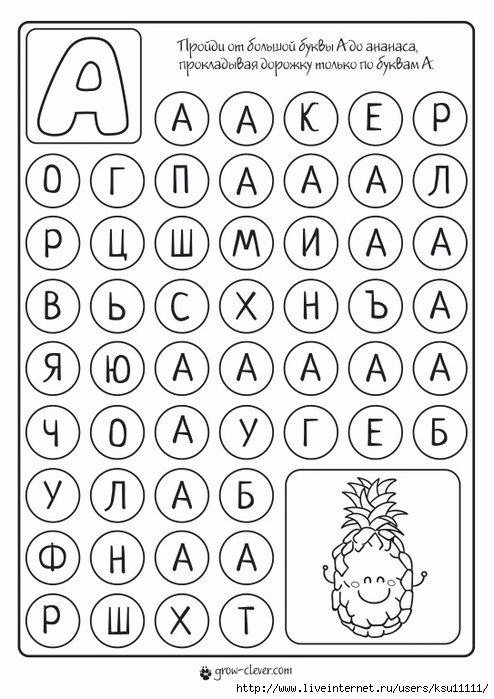 А
Пройди от большой буквы А до ананаса,
прокладывая дорожку только по буквам А.
А А К Е Р
О Г П А А А Л
Р Ц Ш М И А А
В Ь С Х Н Ъ А
Я Ю А А А А А
Ч О А У Г Е Б
У Л А Б
Ф Н А А
Р Ш Х Т
grow-clever.com
http://www.liveinternet.ru/users/ksu11111/